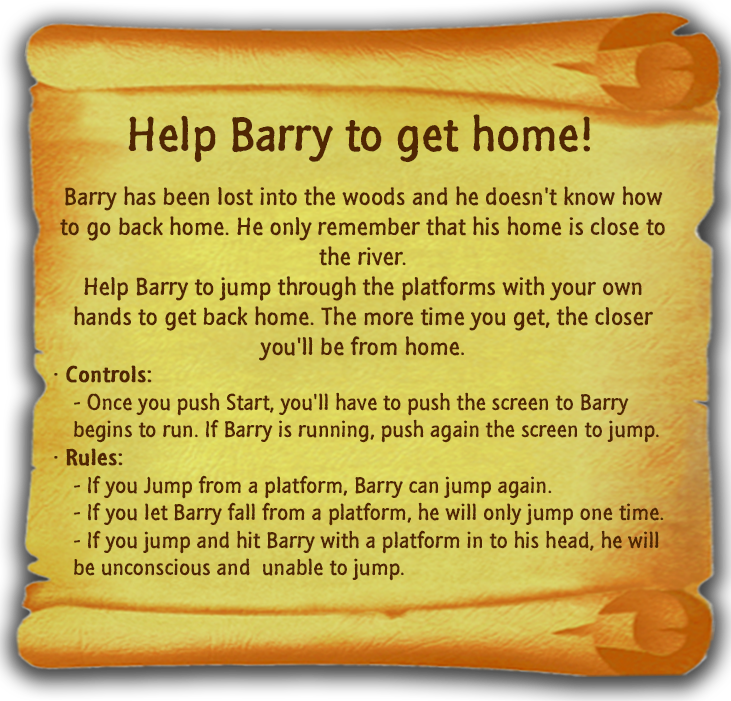 Help Barry to get home!
Barry has been lost into the woods and he doesn't know how
to go back home. He only remember that his home is close to
the river.
Help Barry to jump through the platforms with your own
hands to get back home. The more time you get, the closer
you'll be from home.
· Controls:
- Once you push Start, you'll have to push the screen to Barry
begins to run. If Barry is running, push again the screen to jump.
· Rules:
- If you Jump from a platform, Barry can jump again.
- If you let Barry fall from a platform, he will only jump one time.
- If you jump and hit Barry with a platform in to his head, he will
be unconscious and  unable to jump.